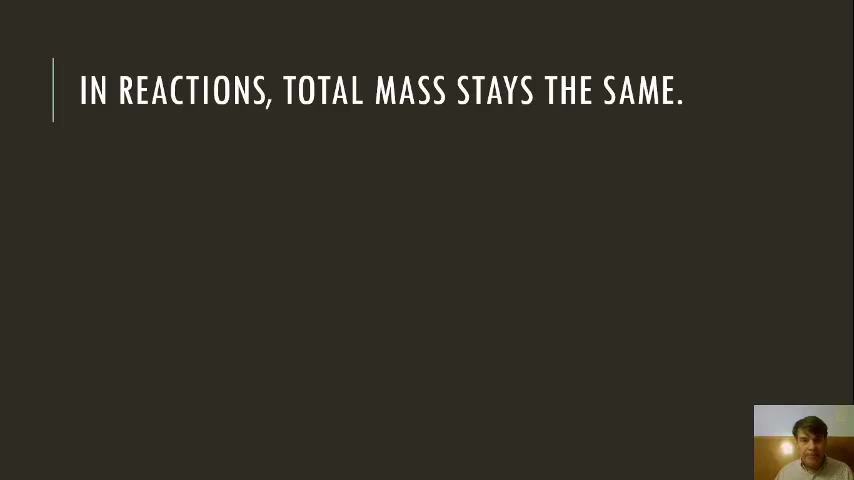 IN REACTIONS, TOTAL MASS STAYS THE SAME.